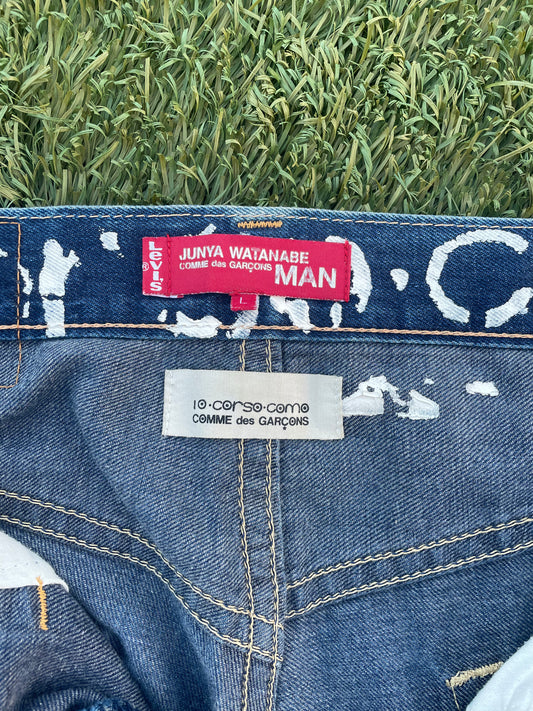 LEVI'S
®
JUNYA WATANABE
COMME des GARÇONS MAN
L
10·corso·como
COMME des GARÇONS